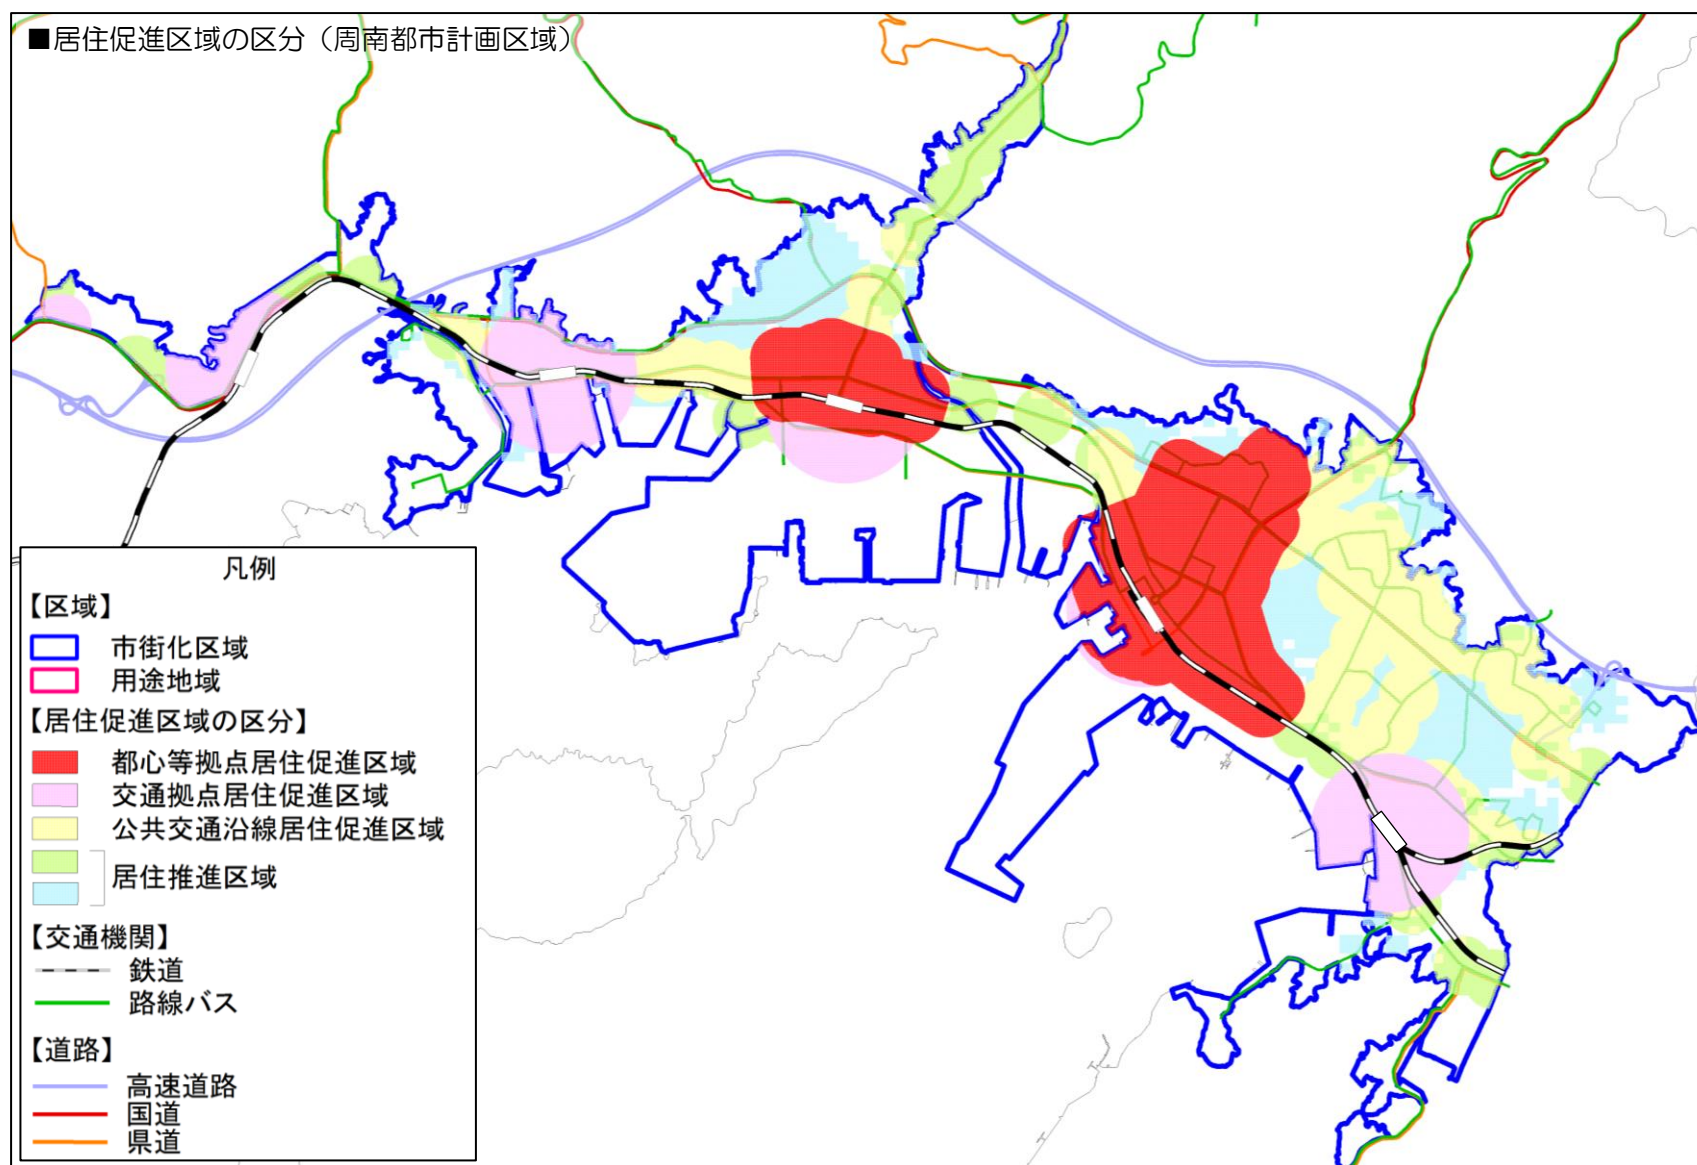 ■居住促進区域の区分（周南都市計画区域）
凡例
【区域】
市街化区域
用途地域
【居住促進区域の区分】
都心等拠点居住促進区域
交通拠点居住促進区域
公共交通沿線居住促進区域
居住推進区域
【交通機関】
鉄道
路線バス
【道路】
高速道路
国道
県道